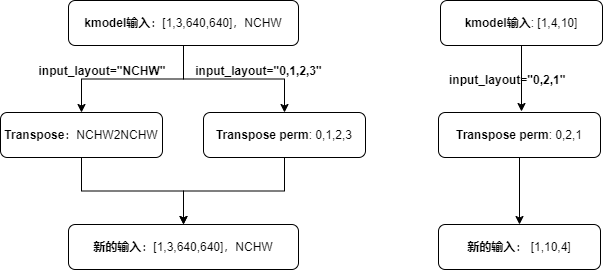 kmodel输入：[1,3,640,640]，NCHW
input_layout="NCHW"
input_layout="0,1,2,3"
Transpose：NCHW2NCHW
Transpose perm: 0,1,2,3
新的输入：[1,3,640,640]，NCHW
kmodel输入: [1,4,10]
input_layout="0,2,1"
Transpose perm: 0,2,1
新的输入： [1,10,4]